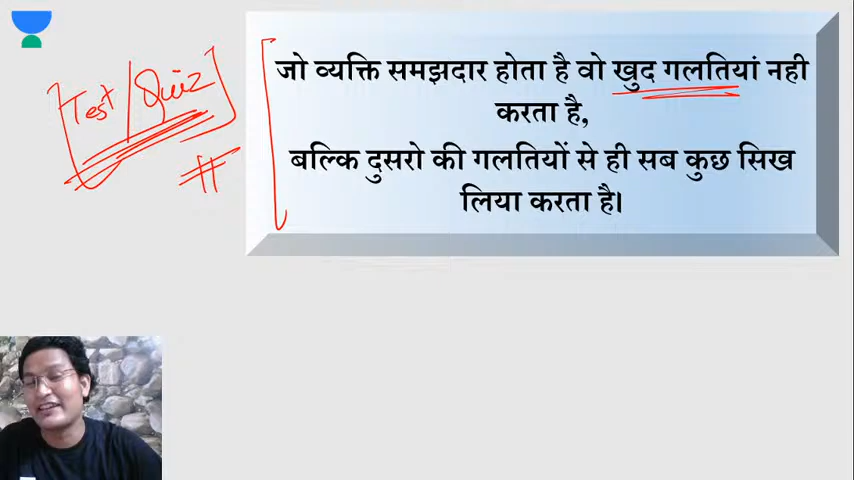 [Test/Quiz]
#
जो व्यक्ति समझदार होता है वो खुद गलतियां नही
करता है,
बल्कि दुसरो की गलतियों से ही सब कुछ सिख
लिया करता है।